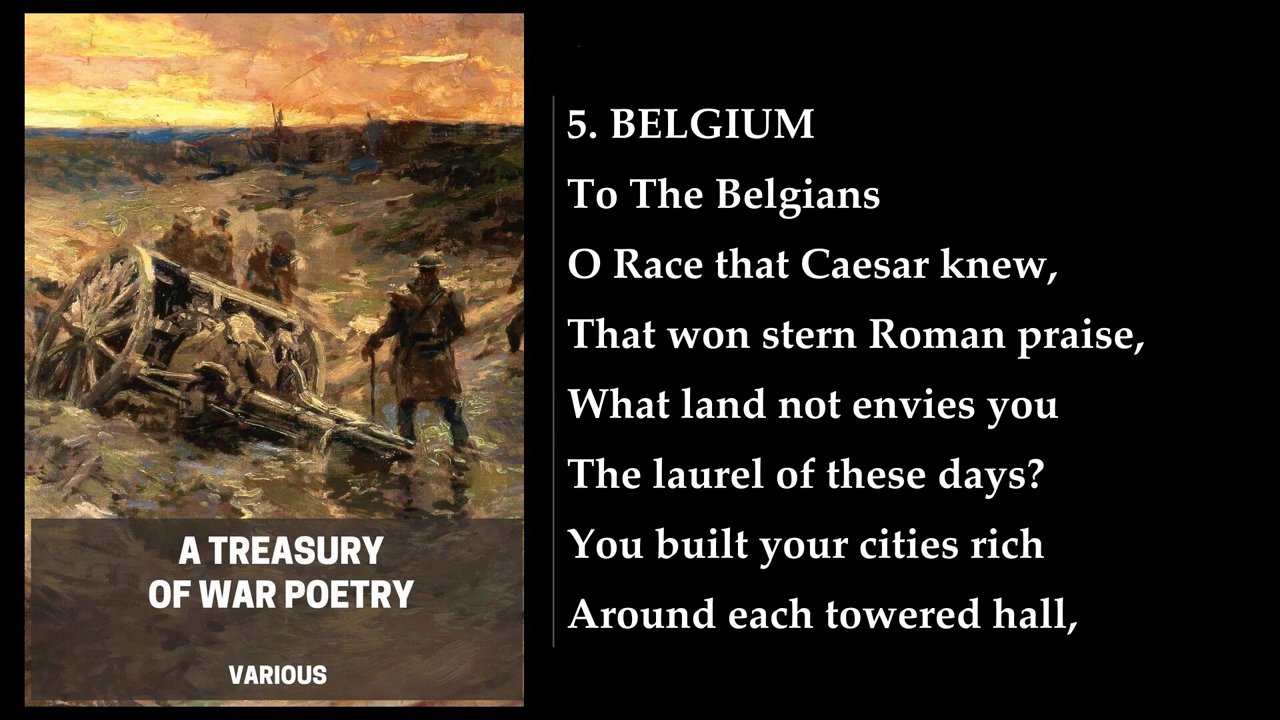 A TREASURY
OF WAR POETRY
VARIOUS
5. BELGIUM
To The Belgians
O Race that Caesar knew,
That won stern Roman praise,
What land not envies you
The laurel of these days?
You built your cities rich
Around each towered hall,